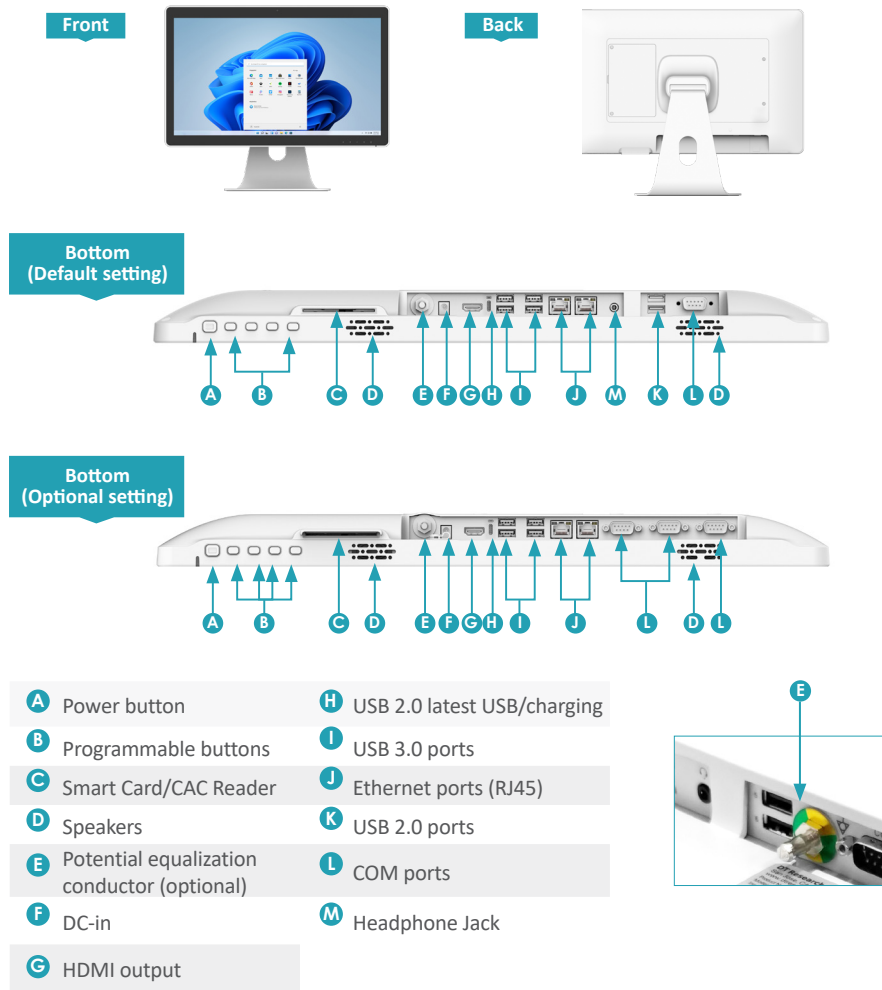 Front
Back
Bottom
(Default setting)
A B C D E F G H I J M K L D
Bottom
(Optional setting)
A B C D E F G H I J L D L
A Power button
B Programmable buttons
C Smart Card/CAC Reader
D Speakers
E Potential equalization
conductor (optional)
F DC-in
G HDMI output
H USB 2.0 latest USB/charging
I USB 3.0 ports
J Ethernet ports (RJ45)
K USB 2.0 ports
L COM ports
M Headphone Jack
E